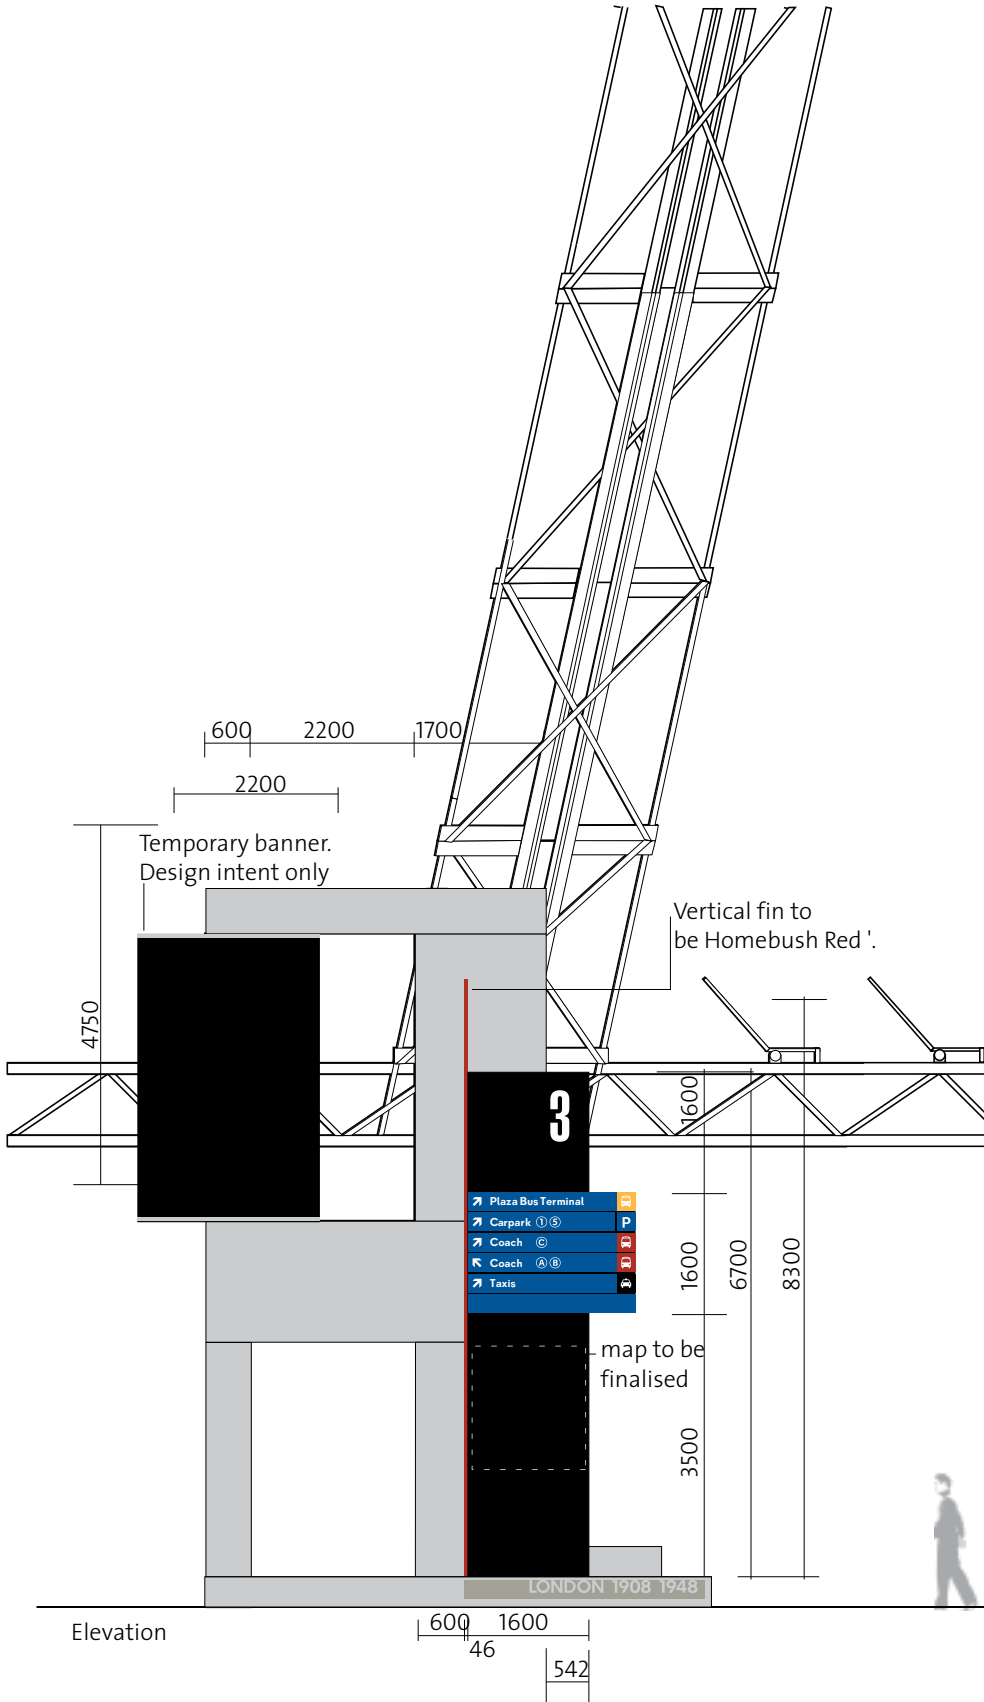 600 2200 1700
2200
Temporary banner.
Design intent only
Vertical fin to
be Homebush Red '.
4750
1600
3
Plaza Bus Terminal
Carpark 1 5 P
Coach C
Coach A B
Taxis
1600
6700
8300
map to be
finalised
3500
LONDON 1908 1948
Elevation
600 1600
46
542